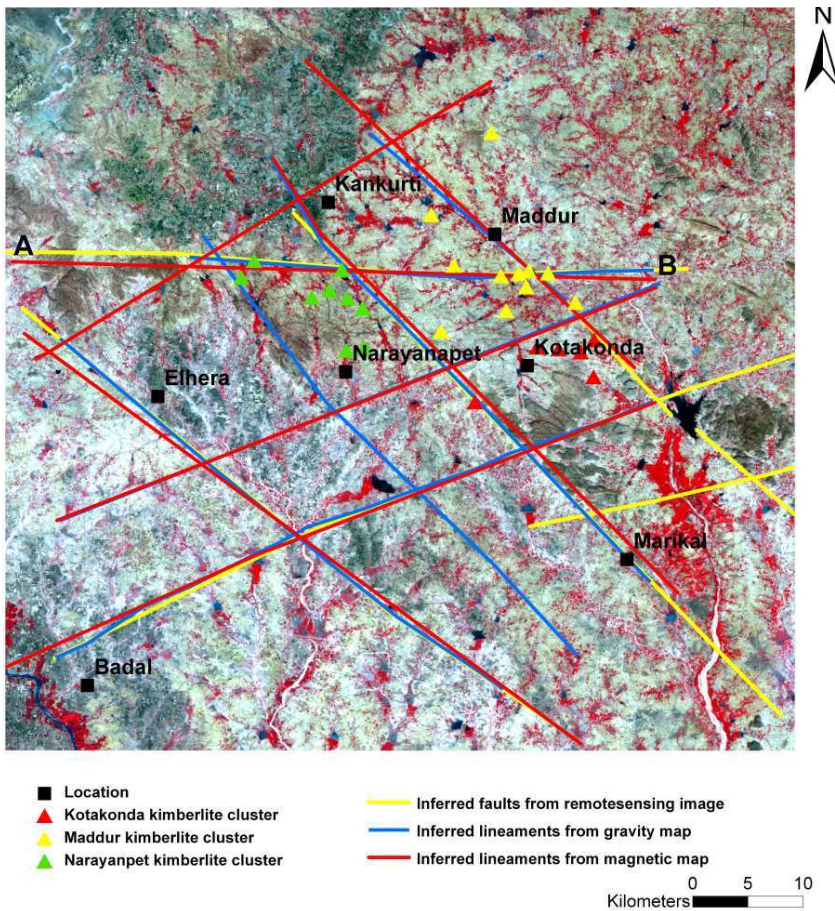 N
Kankurti
Maddur
A
B
Narayanapet
Kotakonda
Elhera
Marikal
Badal
Location
Kotakonda kimberlite cluster
Maddur kimberlite cluster
Narayanpet kimberlite cluster
Inferred faults from remotesensing image
Inferred lineaments from gravity map
Inferred lineaments from magnetic map
0 5 10
Kilometers